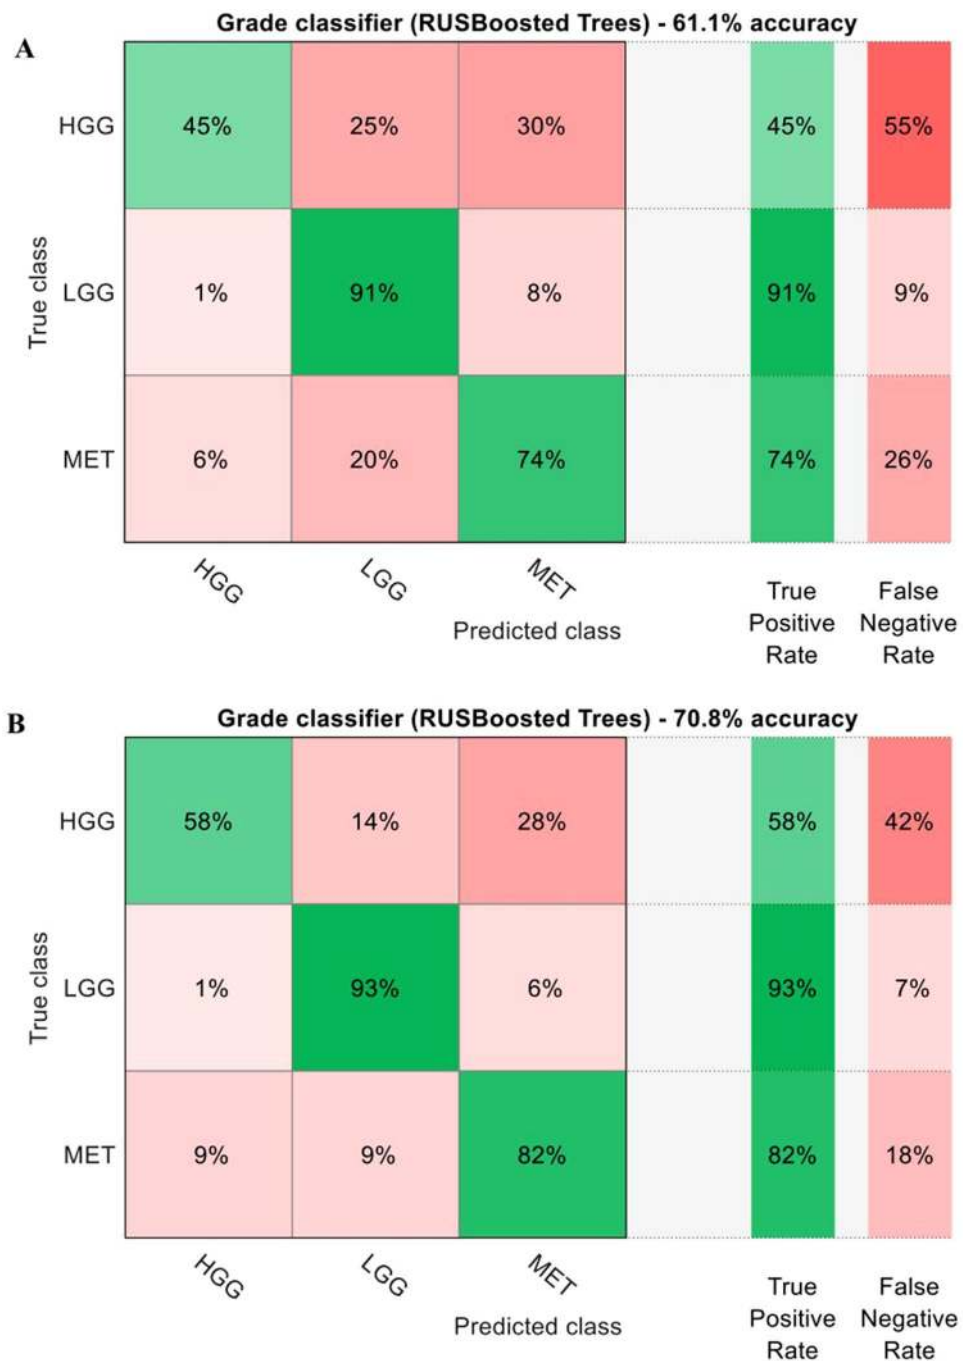 A
Grade classifier (RUSBoosted Trees) - 61.1% accuracy
True class
HGG 45% 25% 30% 45% 55%
LGG 1% 91% 8% 91% 9%
MET 6% 20% 74% 74% 26%
HGG LGG MET
Predicted class
True Positive Rate
False Negative Rate
B
Grade classifier (RUSBoosted Trees) - 70.8% accuracy
True class
HGG 58% 14% 28% 58% 42%
LGG 1% 93% 6% 93% 7%
MET 9% 9% 82% 82% 18%
HGG LGG MET
Predicted class
True Positive Rate
False Negative Rate